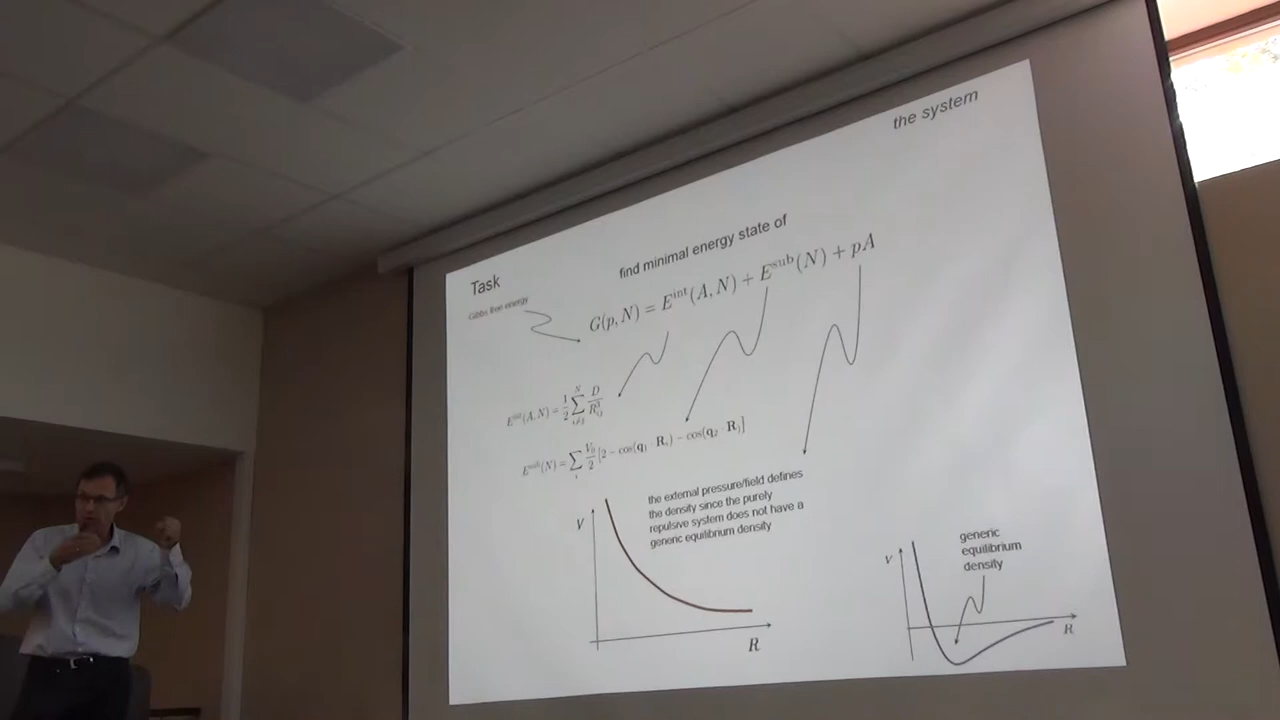 the system
Task
find minimal energy state of
Gibbs free energy
G(p, N) = E^int(A, N) + E^sub(N) + pA
E^int(A, N) = 1/2 ∑_{i≠j}^N D/R_{ij}^3
E^sub(N) = ∑_i V_0/2 [2 − cos(q_1 · R_i) − cos(q_2 · R_i)]
the external pressure/field defines
the density since the purely
repulsive system does not have a
generic equilibrium density
V
R
generic
equilibrium
density
V
R